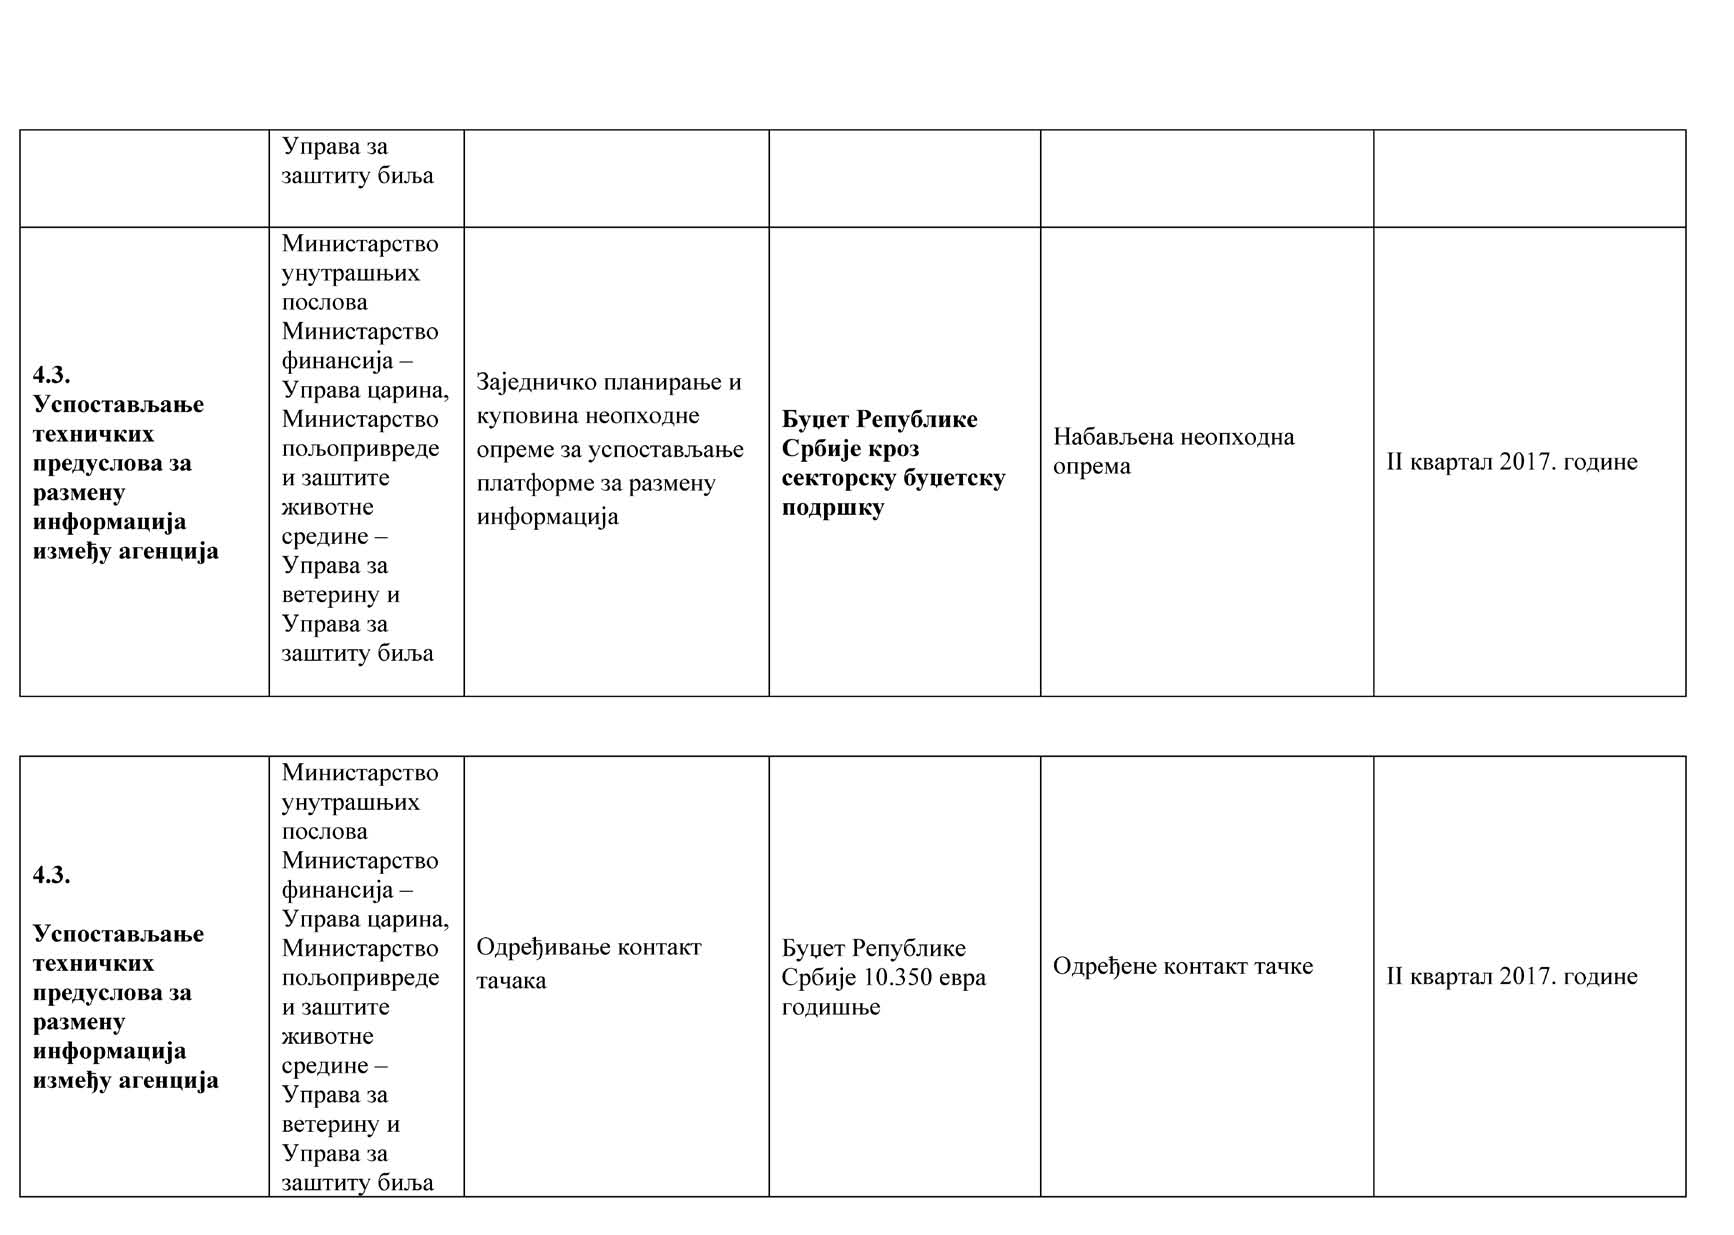 Управа за
заштиту биља
4.3.
Успостављање
техничких
предуслова за
размену
информација
између агенција
Министарство
унутрашњих
послова
Министарство
финансија –
Управа царина,
Министарство
пољопривреде
и заштите
животне
средине –
Управа за
ветерину и
Управа за
заштиту биља
Заједничко планирање и
куповина неопходне
опреме за успостављање
платформе за размену
информација
Буџет Републике
Србије кроз
секторску буџетску
подршку
Набављена неопходна
опрема
II квартал 2017. године
4.3.
Успостављање
техничких
предуслова за
размену
информација
између агенција
Министарство
унутрашњих
послова
Министарство
финансија –
Управа царина,
Министарство
пољопривреде
и заштите
животне
средине –
Управа за
ветерину и
Управа за
заштиту биља
Одређивање контакт
тачака
Буџет Републике
Србије 10.350 евра
годишње
Одређене контакт тачке
II квартал 2017. године